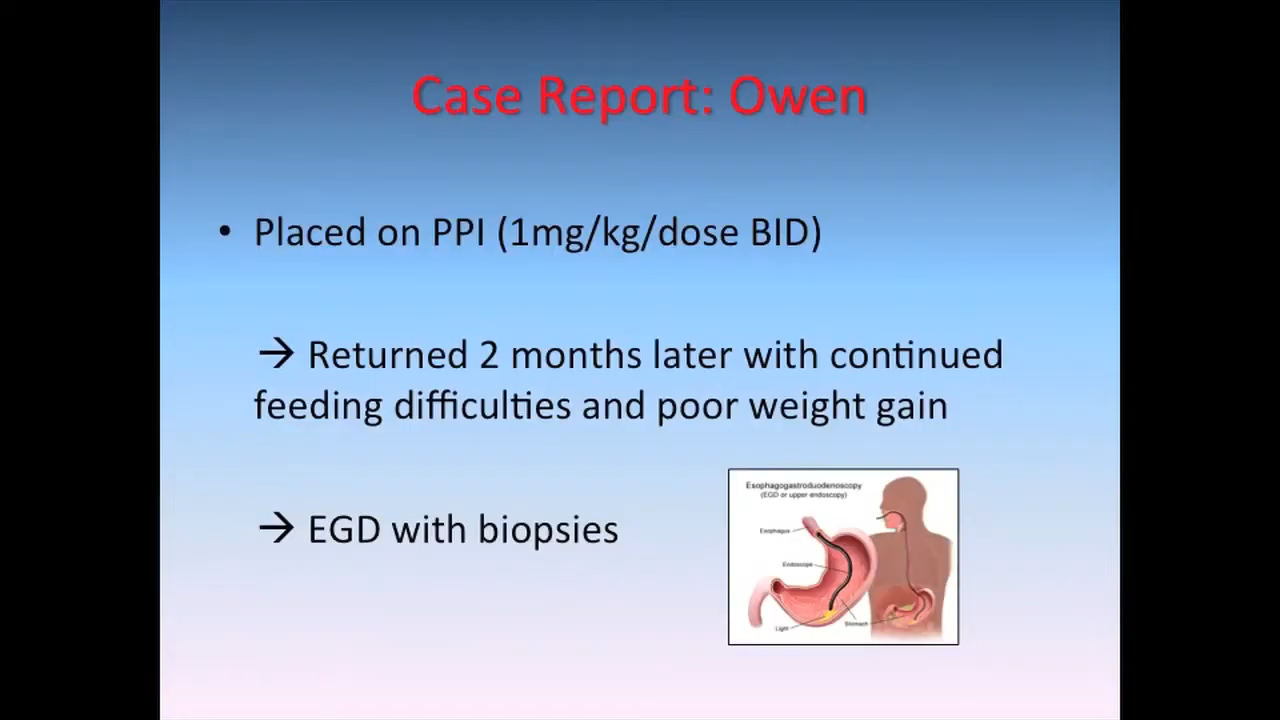 Case Report: Owen
• Placed on PPI (1mg/kg/dose BID)
→ Returned 2 months later with continued
feeding difficulties and poor weight gain
→ EGD with biopsies
Esophagogastroduodenoscopy
(EGD or upper endoscopy)
Esophagus
Endoscope
Light
Stomach